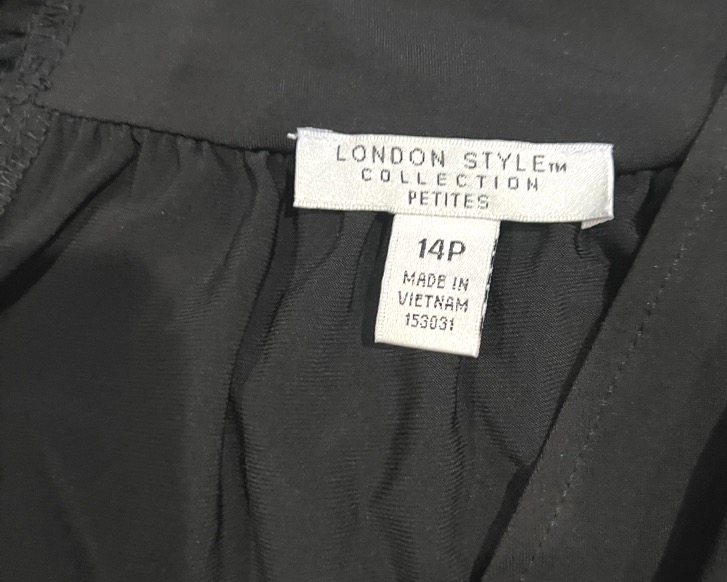 LONDON STYLE™
COLLECTION
PETITES
14P
MADE IN
VIETNAM
153031